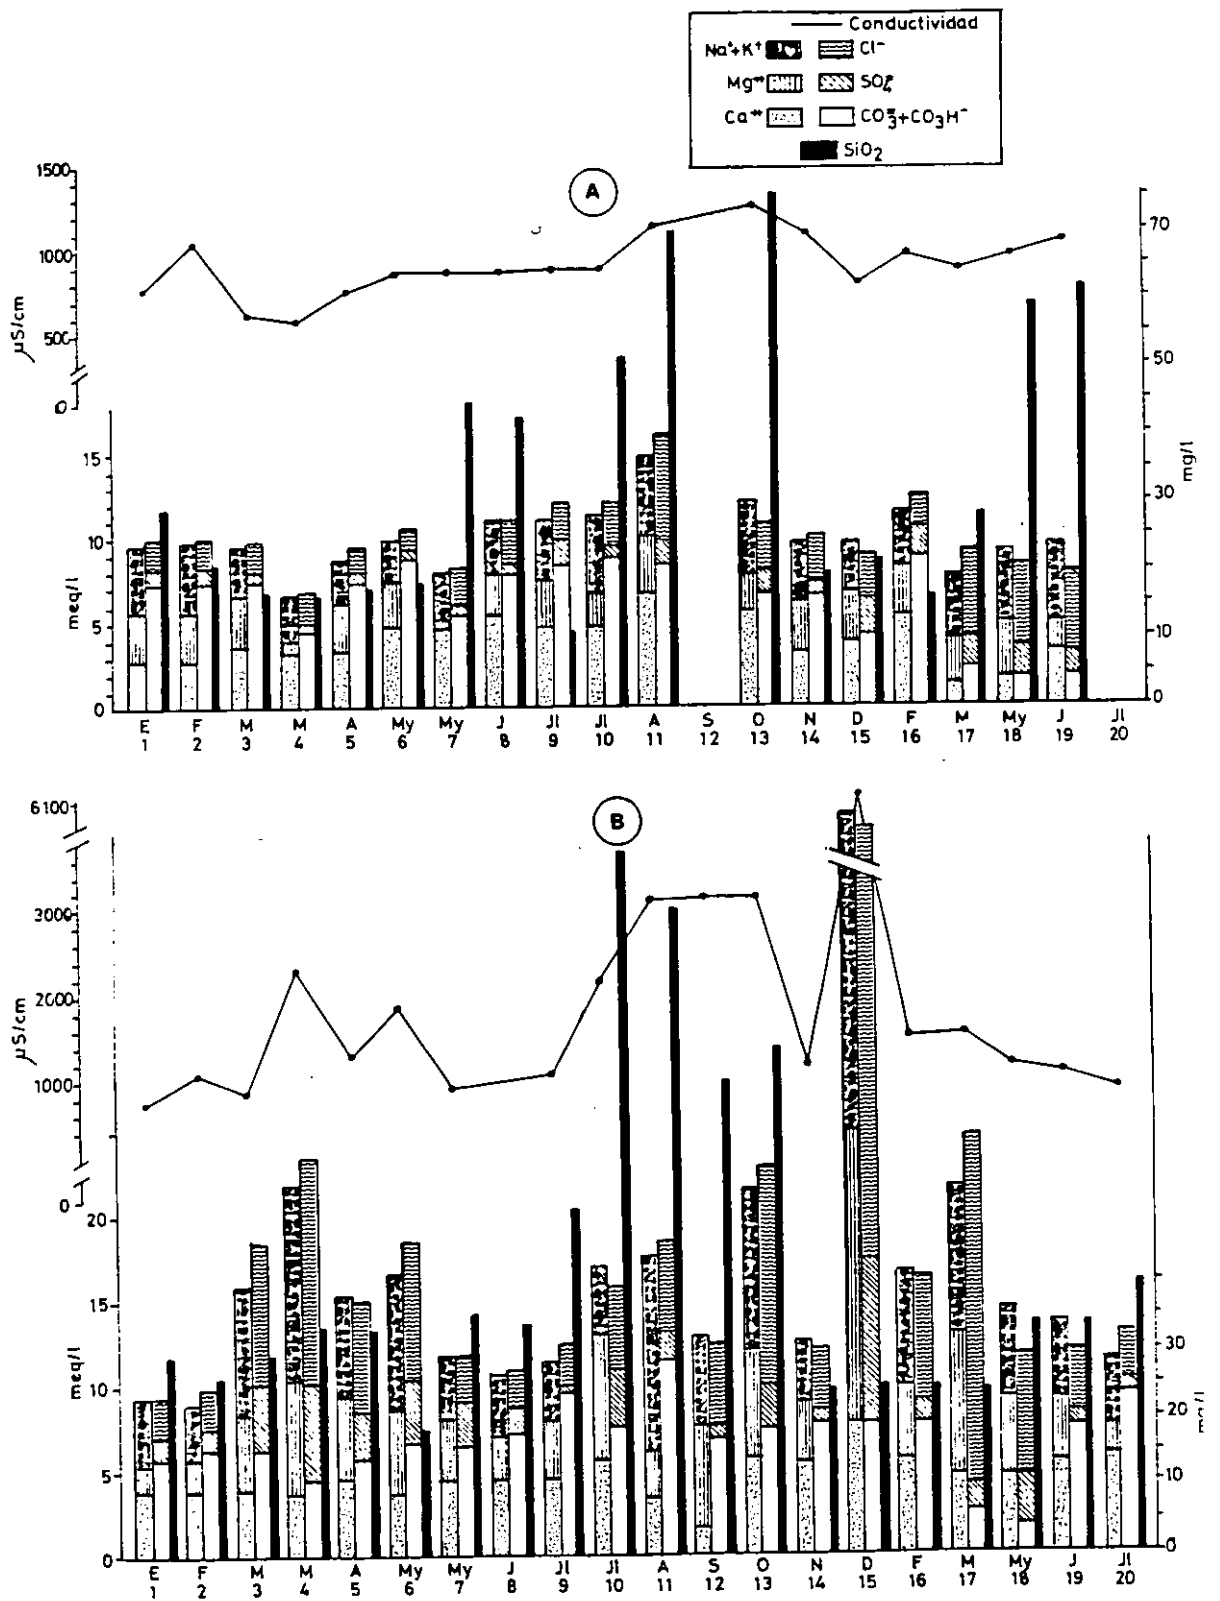 Conductividad
Na⁺+K⁺ Cl⁻
Mg⁺⁺ SO₄⁼
Ca⁺⁺ CO₃⁼+CO₃H⁻
SiO₂
A
1500
1000
500
0
µS/cm
15
10
5
0
meq/l
70
50
30
10
0
mg/l
E F M M A My My J Jl Jl A S O N D F M My J Jl
1 2 3 4 5 6 7 8 9 10 11 12 13 14 15 16 17 18 19 20
B
6100
3000
2000
1000
0
µS/cm
20
15
10
5
0
meq/l
30
20
10
0
mg/l
E F M M A My My J Jl Jl A S O N D F M My J Jl
1 2 3 4 5 6 7 8 9 10 11 12 13 14 15 16 17 18 19 20